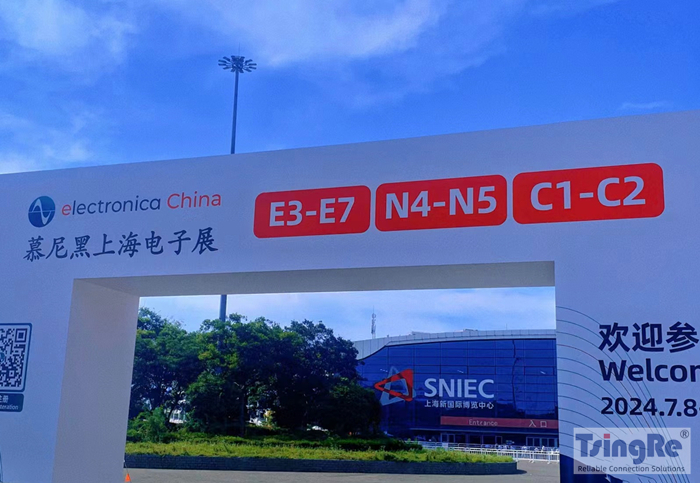 electronica China
慕尼黑上海电子展
E3-E7 N4-N5 C1-C2
SNIEC
上海新国际博览中心
Entrance 入口
欢迎参
Welcom
2024.7.8
TsingRe®
Reliable Connection Solutions